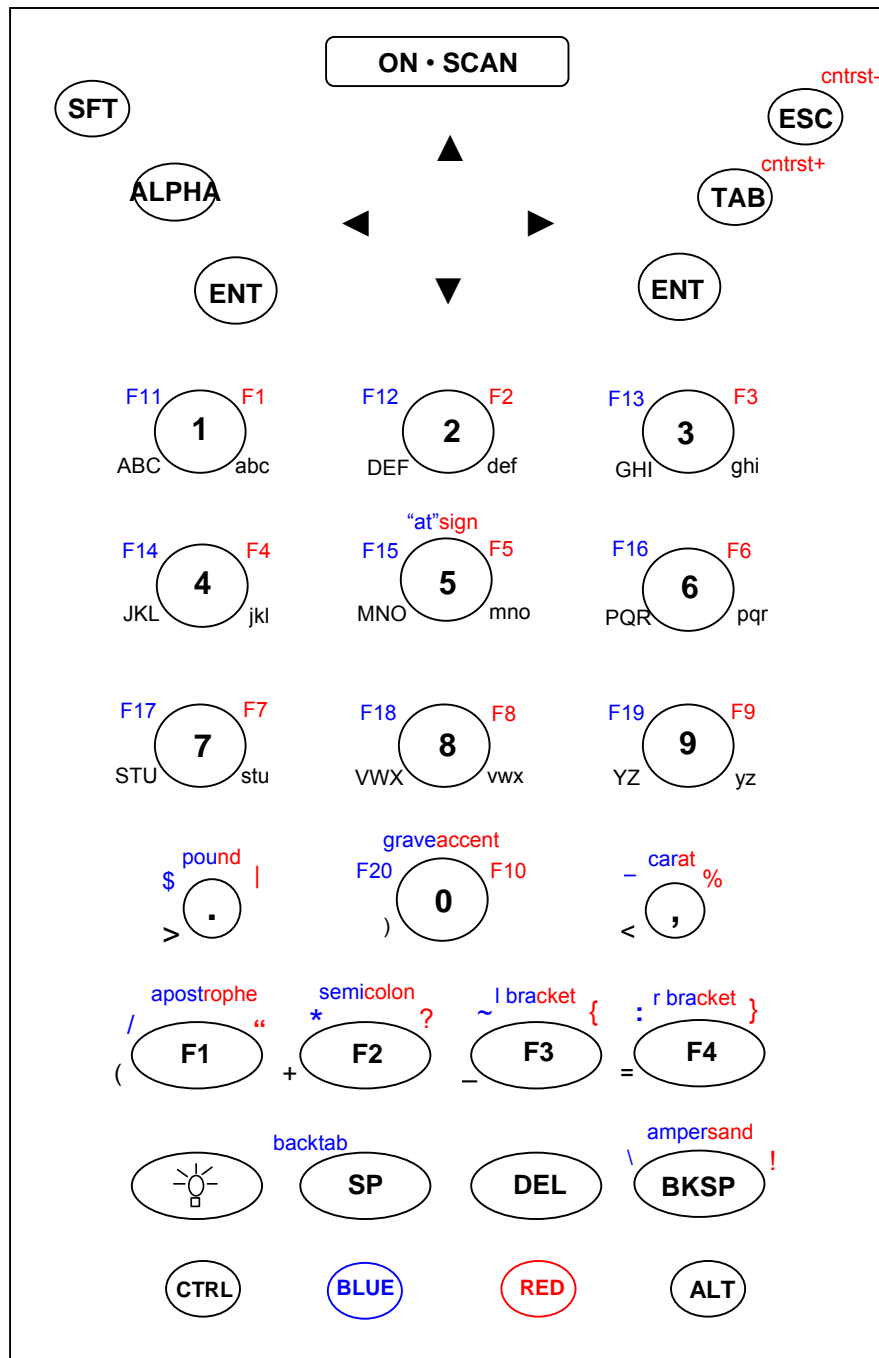 ON • SCAN
cntrst-
SFT ESC
cntrst+
ALPHA TAB
▲
◄ ►
ENT ▼ ENT
F11 F1 F12 F2 F13 F3
1 2 3
ABC abc DEF def GHI ghi
“at”sign
F14 F4 F15 F5 F16 F6
4 5 6
JKL jkl MNO mno PQR pqr
F17 F7 F18 F8 F19 F9
7 8 9
STU stu VWX vwx YZ yz
pound graveaccent carat
$ | F20 F10 – %
. 0 ,
> ) <
apostrophe semicolon l bracket r bracket
/ “ * ? ~ { : }
F1 F2 F3 F4
( + _ =
backtab ampersand
\ !
SP DEL BKSP
CTRL BLUE RED ALT